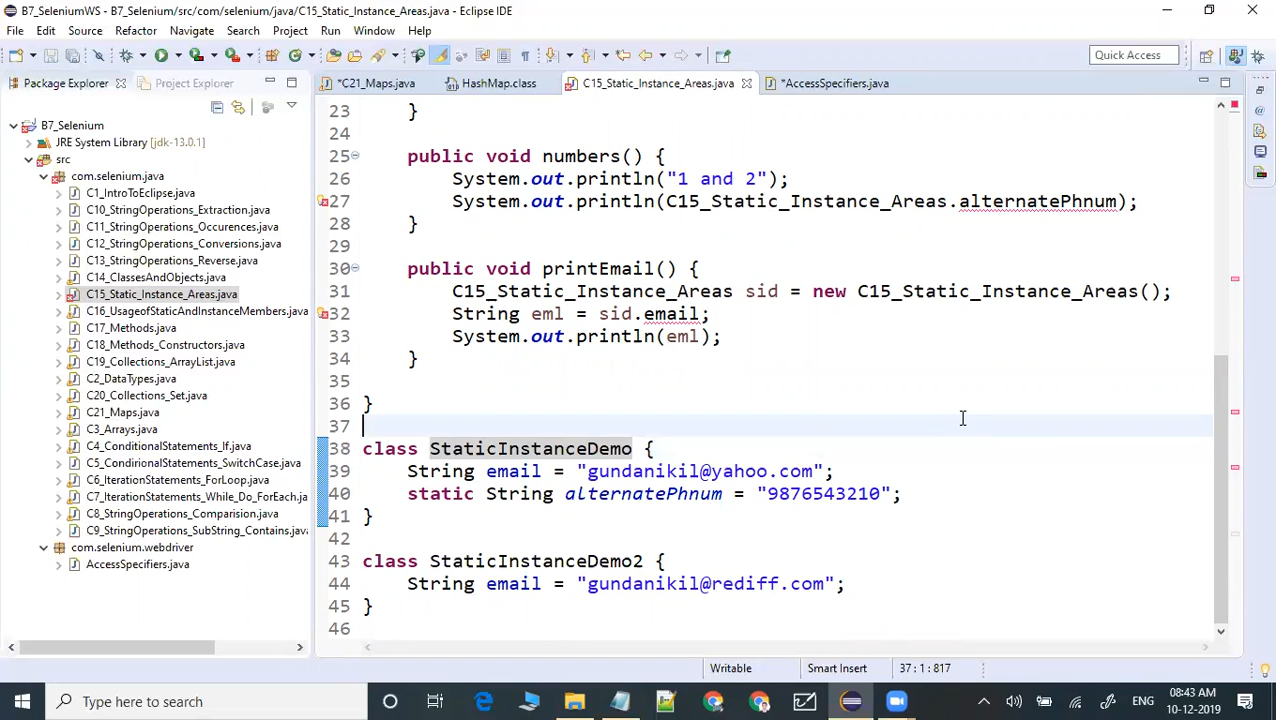 B7_SeleniumWS - B7_Selenium/src/com/selenium/java/C15_Static_Instance_Areas.java - Eclipse IDE
File Edit Source Refactor Navigate Search Project Run Window Help
Quick Access
Package Explorer Project Explorer
*C21_Maps.java HashMap.class C15_Static_Instance_Areas.java *AccessSpecifiers.java
B7_Selenium
JRE System Library [jdk-13.0.1]
src
com.selenium.java
C1_IntroToEclipse.java
C10_StringOperations_Extraction.java
C11_StringOperations_Occurences.java
C12_StringOperations_Conversions.java
C13_StringOperations_Reverse.java
C14_ClassesAndObjects.java
C15_Static_Instance_Areas.java
C16_UsageofStaticAndInstanceMembers.java
C17_Methods.java
C18_Methods_Constructors.java
C19_Collections_ArrayList.java
C2_DataTypes.java
C20_Collections_Set.java
C21_Maps.java
C3_Arrays.java
C4_ConditionalStatements_If.java
C5_ConditionalStatements_SwitchCase.java
C6_IterationStatements_ForLoop.java
C7_IterationStatements_While_Do_ForEach.java
C8_StringOperations_Comparision.java
C9_StringOperations_SubString_Contains.java
com.selenium.webdriver
AccessSpecifiers.java
23 }
24
25 public void numbers() {
26 System.out.println("1 and 2");
27 System.out.println(C15_Static_Instance_Areas.alternatePhnum);
28 }
29
30 public void printEmail() {
31 C15_Static_Instance_Areas sid = new C15_Static_Instance_Areas();
32 String eml = sid.email;
33 System.out.println(eml);
34 }
35
36 }
37
38 class StaticInstanceDemo {
39 String email = "gundanikil@yahoo.com";
40 static String alternatePhnum = "9876543210";
41 }
42
43 class StaticInstanceDemo2 {
44 String email = "gundanikil@rediff.com";
45 }
46
Writable Smart Insert 37 : 1 : 817
Type here to search
ENG
08:43 AM
10-12-2019